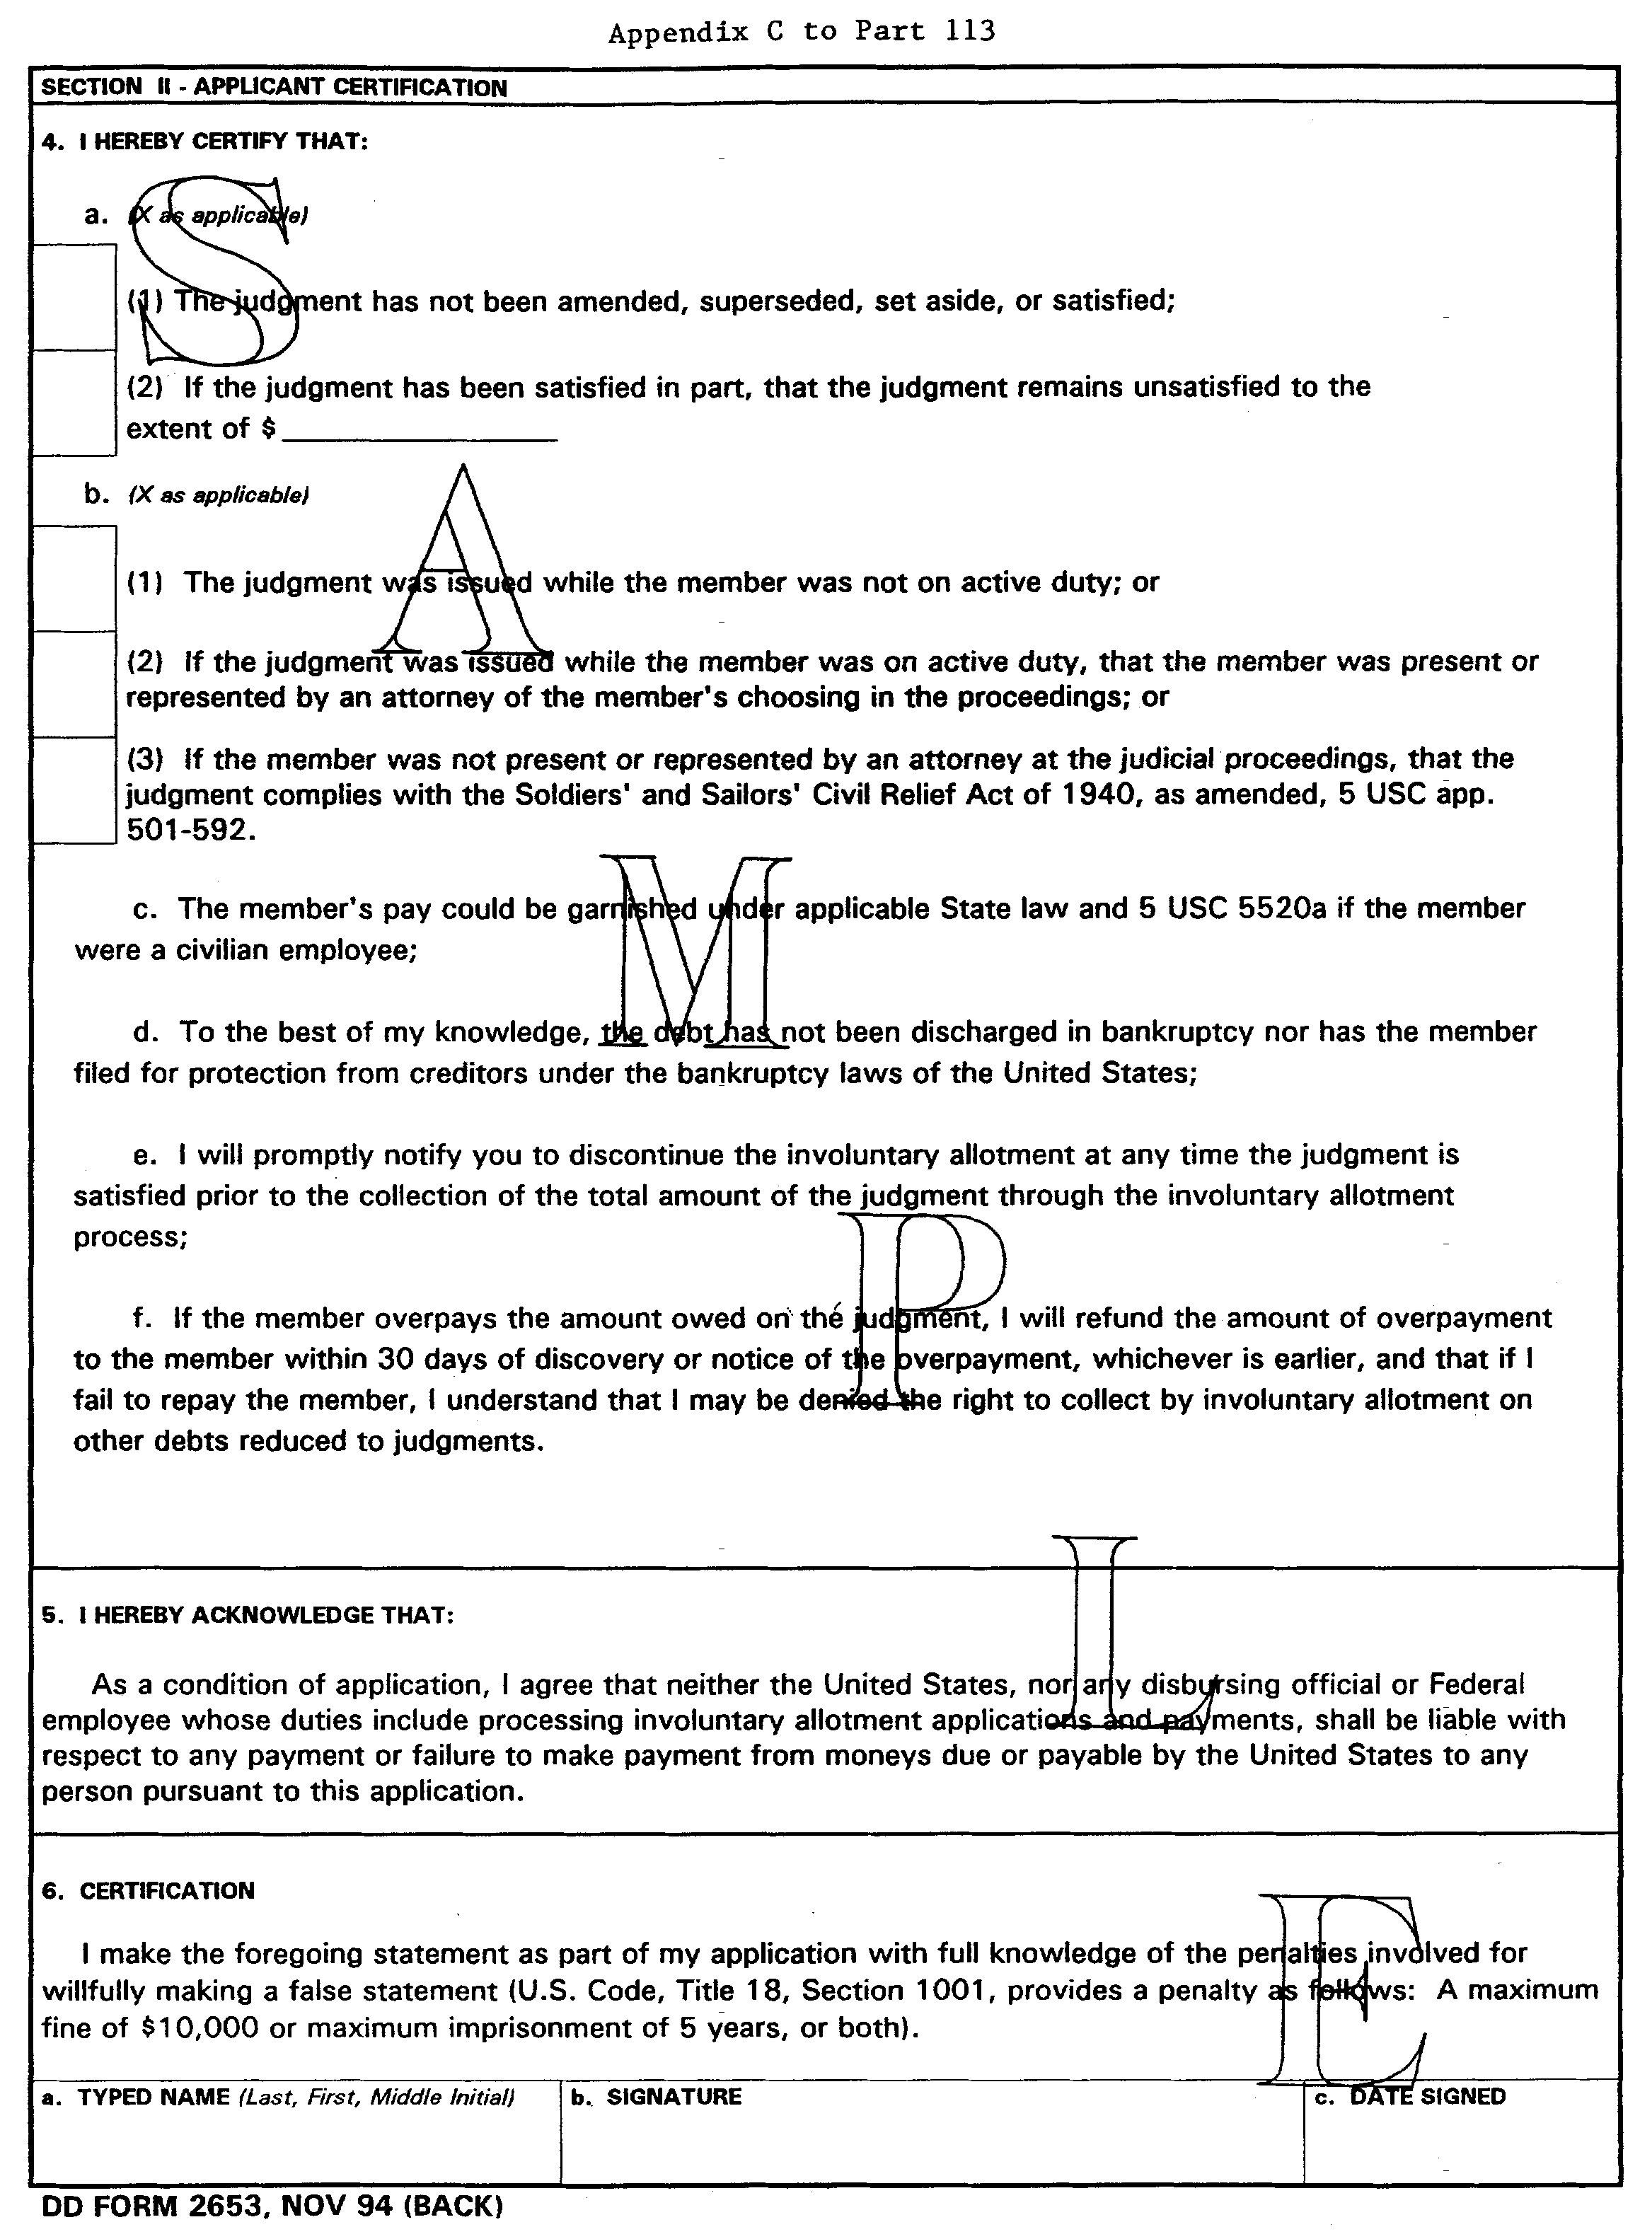 Appendix C to Part 113
SECTION II - APPLICANT CERTIFICATION
4. I HEREBY CERTIFY THAT:
a. (X as applicable)
(1) The judgment has not been amended, superseded, set aside, or satisfied;
(2) If the judgment has been satisfied in part, that the judgment remains unsatisfied to the
extent of $
b. (X as applicable)
(1) The judgment was issued while the member was not on active duty; or
(2) If the judgment was issued while the member was on active duty, that the member was present or
represented by an attorney of the member's choosing in the proceedings; or
(3) If the member was not present or represented by an attorney at the judicial proceedings, that the
judgment complies with the Soldiers' and Sailors' Civil Relief Act of 1940, as amended, 5 USC app.
501-592.
c. The member's pay could be garnished under applicable State law and 5 USC 5520a if the member
were a civilian employee;
d. To the best of my knowledge, the debt has not been discharged in bankruptcy nor has the member
filed for protection from creditors under the bankruptcy laws of the United States;
e. I will promptly notify you to discontinue the involuntary allotment at any time the judgment is
satisfied prior to the collection of the total amount of the judgment through the involuntary allotment
process;
f. If the member overpays the amount owed on the judgment, I will refund the amount of overpayment
to the member within 30 days of discovery or notice of the overpayment, whichever is earlier, and that if I
fail to repay the member, I understand that I may be denied the right to collect by involuntary allotment on
other debts reduced to judgments.
5. I HEREBY ACKNOWLEDGE THAT:
As a condition of application, I agree that neither the United States, nor any disbursing official or Federal
employee whose duties include processing involuntary allotment applications and payments, shall be liable with
respect to any payment or failure to make payment from moneys due or payable by the United States to any
person pursuant to this application.
6. CERTIFICATION
I make the foregoing statement as part of my application with full knowledge of the penalties involved for
willfully making a false statement (U.S. Code, Title 18, Section 1001, provides a penalty as follows: A maximum
fine of $10,000 or maximum imprisonment of 5 years, or both).
a. TYPED NAME (Last, First, Middle Initial)
b. SIGNATURE
c. DATE SIGNED
DD FORM 2653, NOV 94 (BACK)
SAMPLE